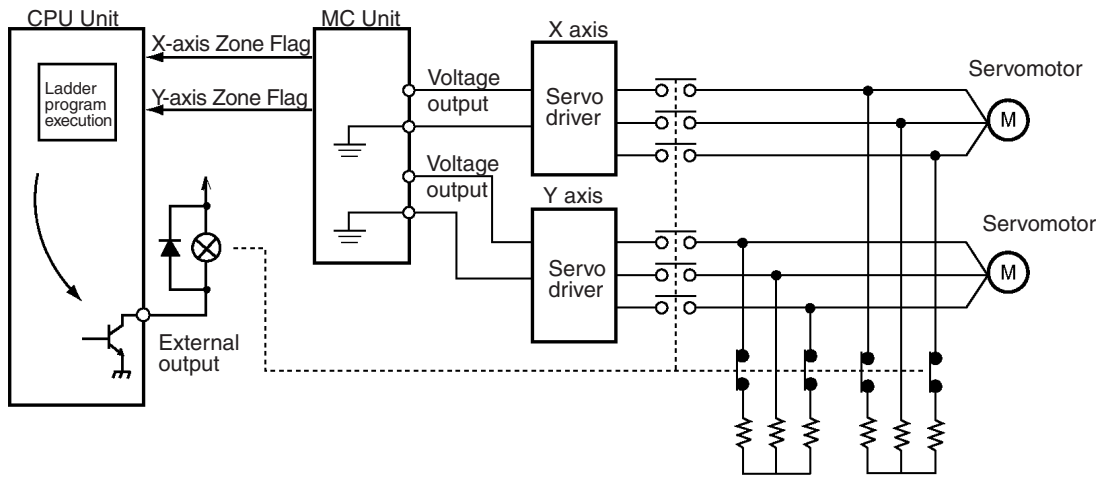 CPU Unit
MC Unit
X axis
X-axis Zone Flag
Y-axis Zone Flag
Ladder
program
execution
Voltage
output
Servo
driver
Servomotor
M
Voltage
output
Y axis
Servo
driver
Servomotor
M
External
output